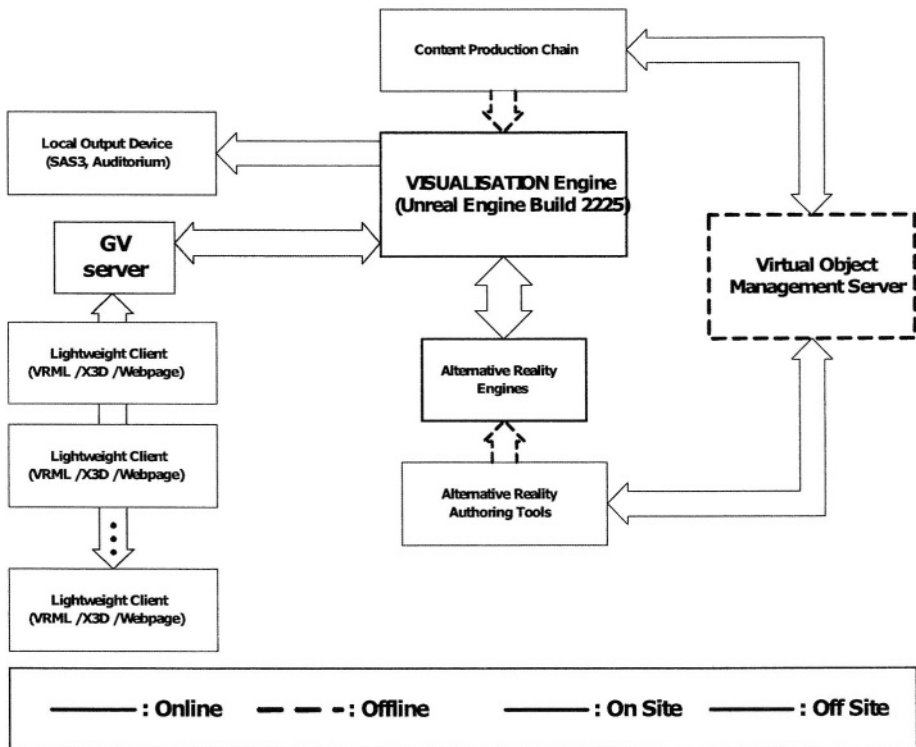 Content Production Chain
Local Output Device
(SAS3, Auditorium)
VISUALISATION Engine
(Unreal Engine Build 2225)
GV
server
Virtual Object
Management Server
Lightweight Client
(VRML /X3D /Webpage)
Alternative Reality
Engines
Lightweight Client
(VRML /X3D /Webpage)
Alternative Reality
Authoring Tools
Lightweight Client
(VRML /X3D /Webpage)
: Online : Offline : On Site : Off Site